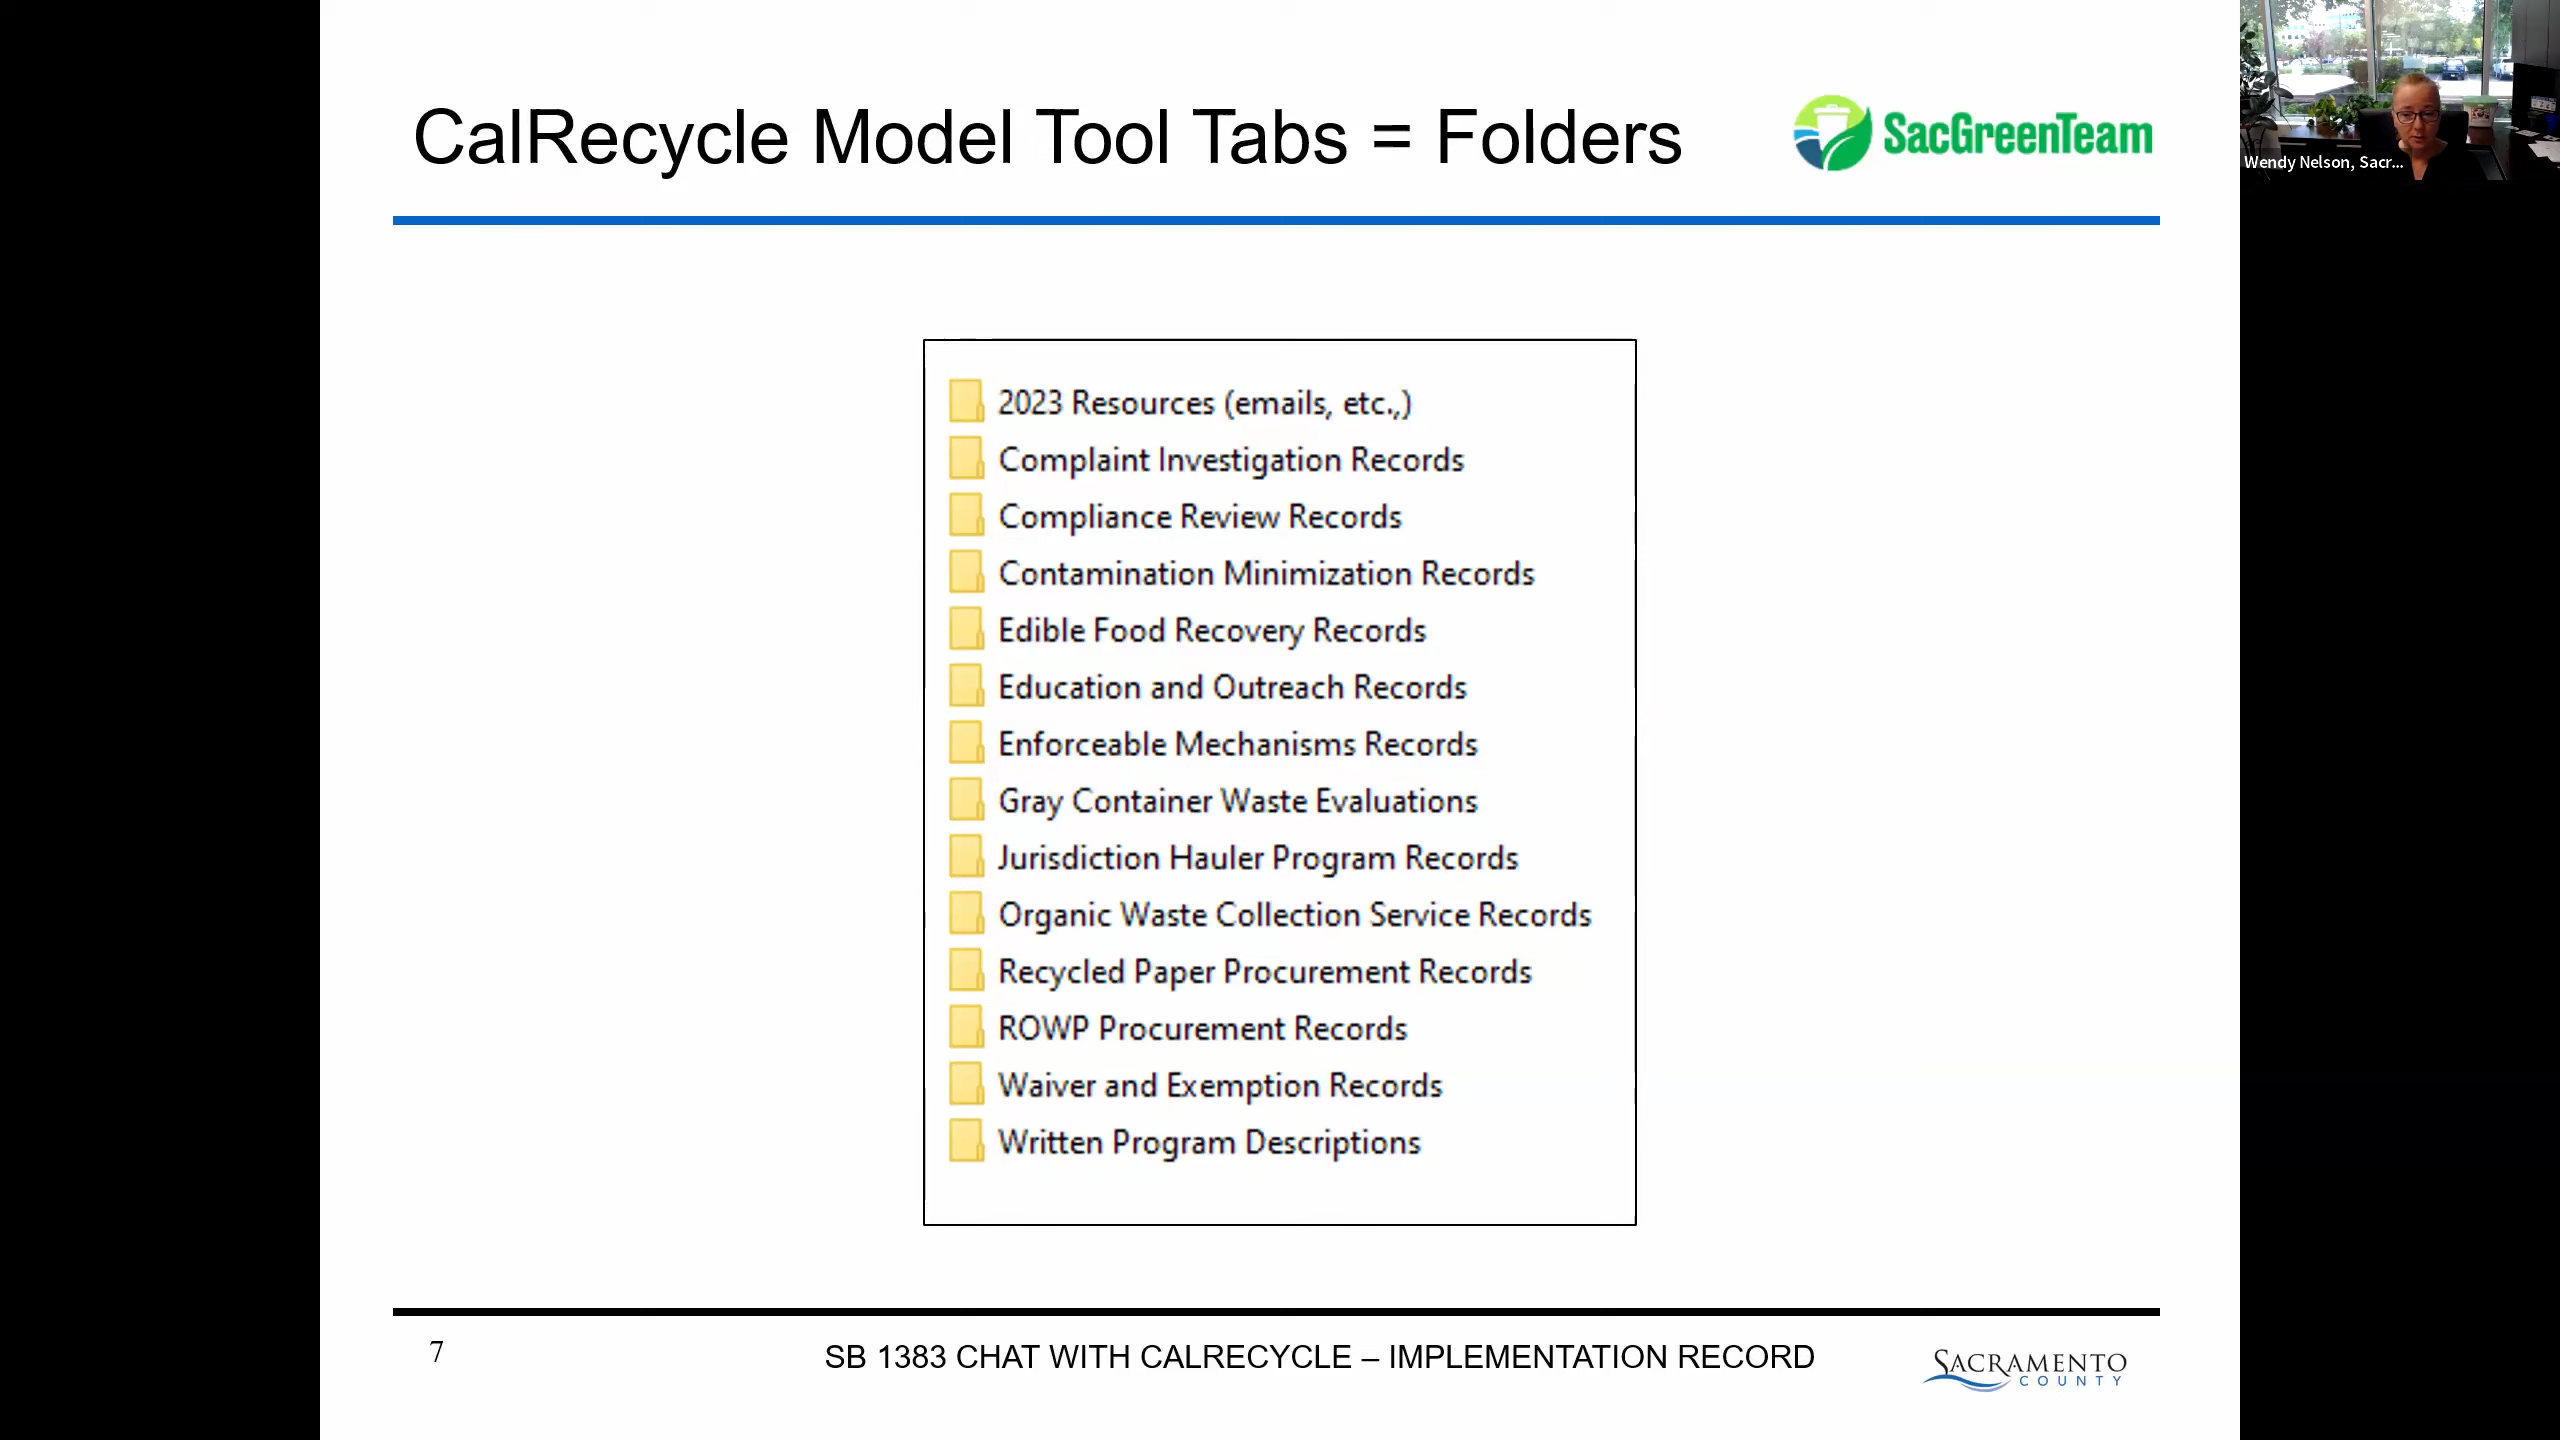 CalRecycle Model Tool Tabs = Folders
SacGreenTeam
Wendy Nelson, Sacr...
2023 Resources (emails, etc.,)
Complaint Investigation Records
Compliance Review Records
Contamination Minimization Records
Edible Food Recovery Records
Education and Outreach Records
Enforceable Mechanisms Records
Gray Container Waste Evaluations
Jurisdiction Hauler Program Records
Organic Waste Collection Service Records
Recycled Paper Procurement Records
ROWP Procurement Records
Waiver and Exemption Records
Written Program Descriptions
7
SB 1383 CHAT WITH CALRECYCLE – IMPLEMENTATION RECORD
SACRAMENTO
COUNTY